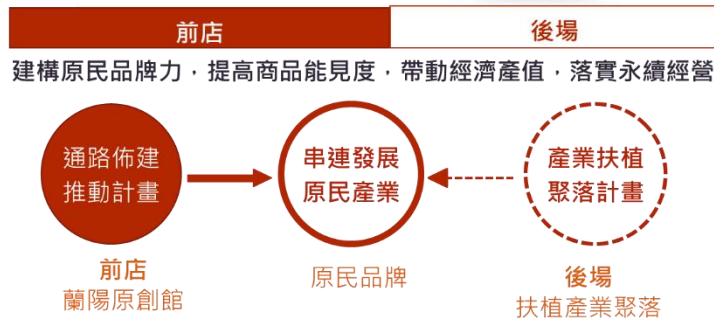 前店
後場
建構原民品牌力，提高商品能見度，帶動經濟產值，落實永續經營
通路佈建
推動計畫
串連發展
原民產業
產業扶植
聚落計畫
前店
蘭陽原創館
原民品牌
後場
扶植產業聚落